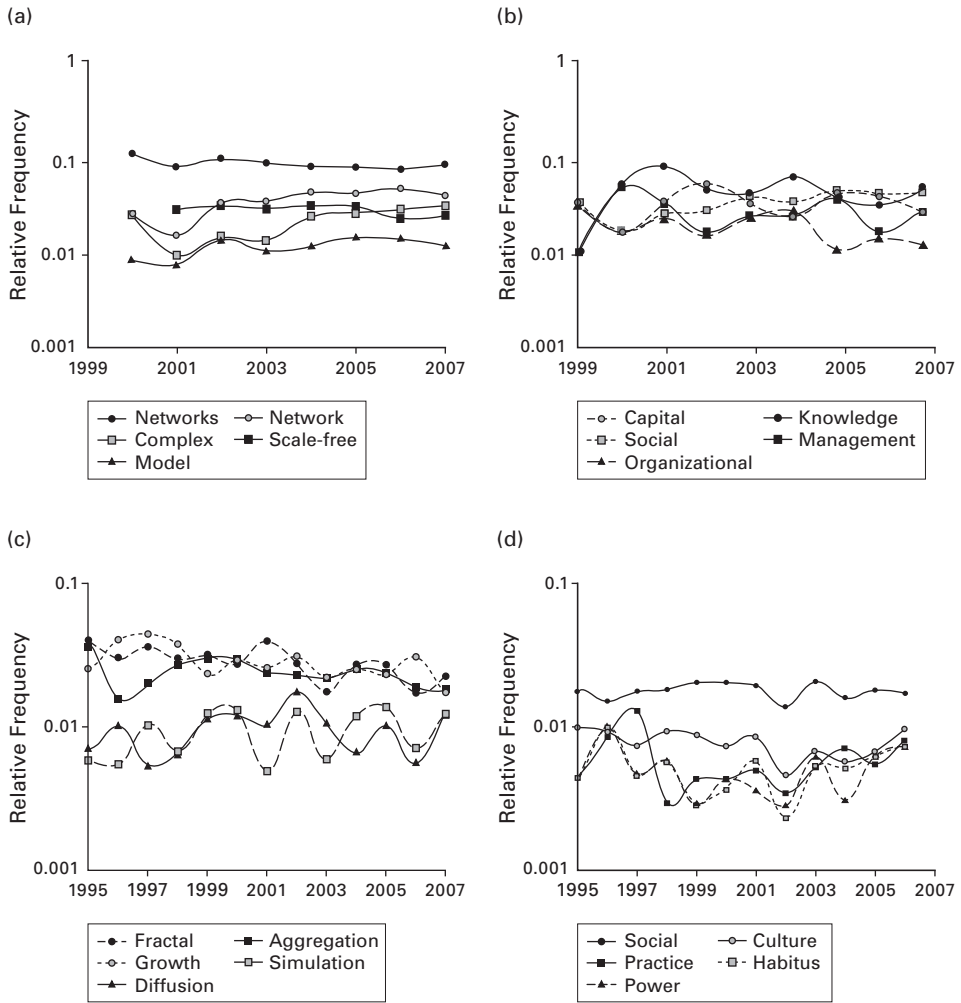 (a)
1
0.1
0.01
0.001
Relative Frequency
1999 2001 2003 2005 2007
Networks Network
Complex Scale-free
Model
(b)
1
0.1
0.01
0.001
Relative Frequency
1999 2001 2003 2005 2007
Capital Knowledge
Social Management
Organizational
(c)
0.1
0.01
0.001
Relative Frequency
1995 1997 1999 2001 2003 2005 2007
Fractal Aggregation
Growth Simulation
Diffusion
(d)
0.1
0.01
0.001
Relative Frequency
1995 1997 1999 2001 2003 2005 2007
Social Culture
Practice Habitus
Power